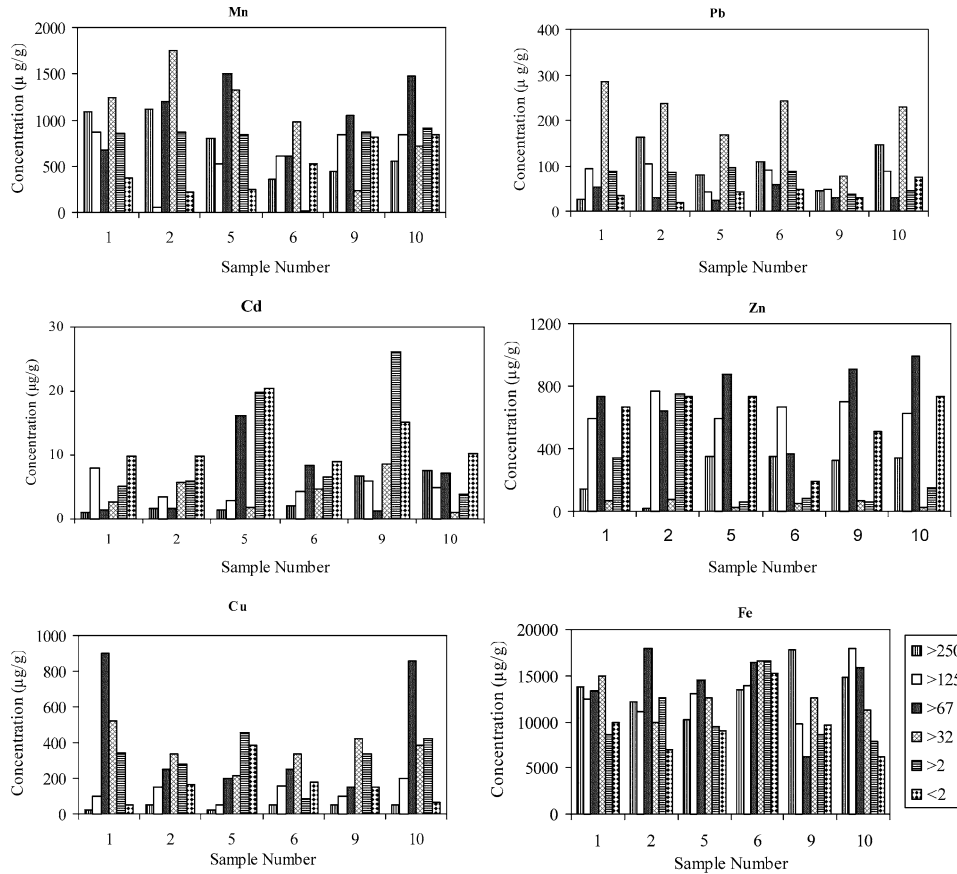 Mn
Concentration (µ g/g)
2000
1500
1000
500
0
1 2 5 6 9 10
Sample Number
Pb
Concentration (µ g/g)
400
300
200
100
0
1 2 5 6 9 10
Sample Number
Cd
Concentration (µg/g)
30
20
10
0
1 2 5 6 9 10
Sample Number
Zn
Concentration (µg/g)
1200
800
400
0
1 2 5 6 9 10
Sample Number
Cu
Concentration (µg/g)
1000
800
600
400
200
0
1 2 5 6 9 10
Sample Number
Fe
Concentration (µg/g)
20000
15000
10000
5000
0
1 2 5 6 9 10
Sample Number
>250
>125
>67
>32
>2
<2